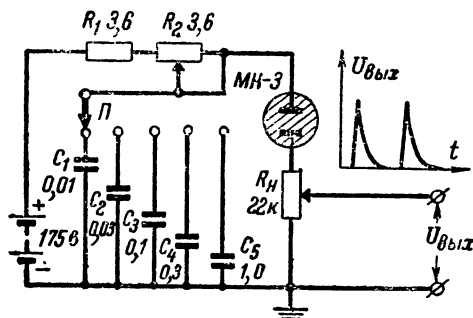 R₁ 3,6 R₂ 3,6
МН-3
Uвых
t
П
C₁
0,01
C₂
0,03
C₃
0,1
C₄
0,3
C₅
1,0
+
175в
−
Rн
22к
Uвых